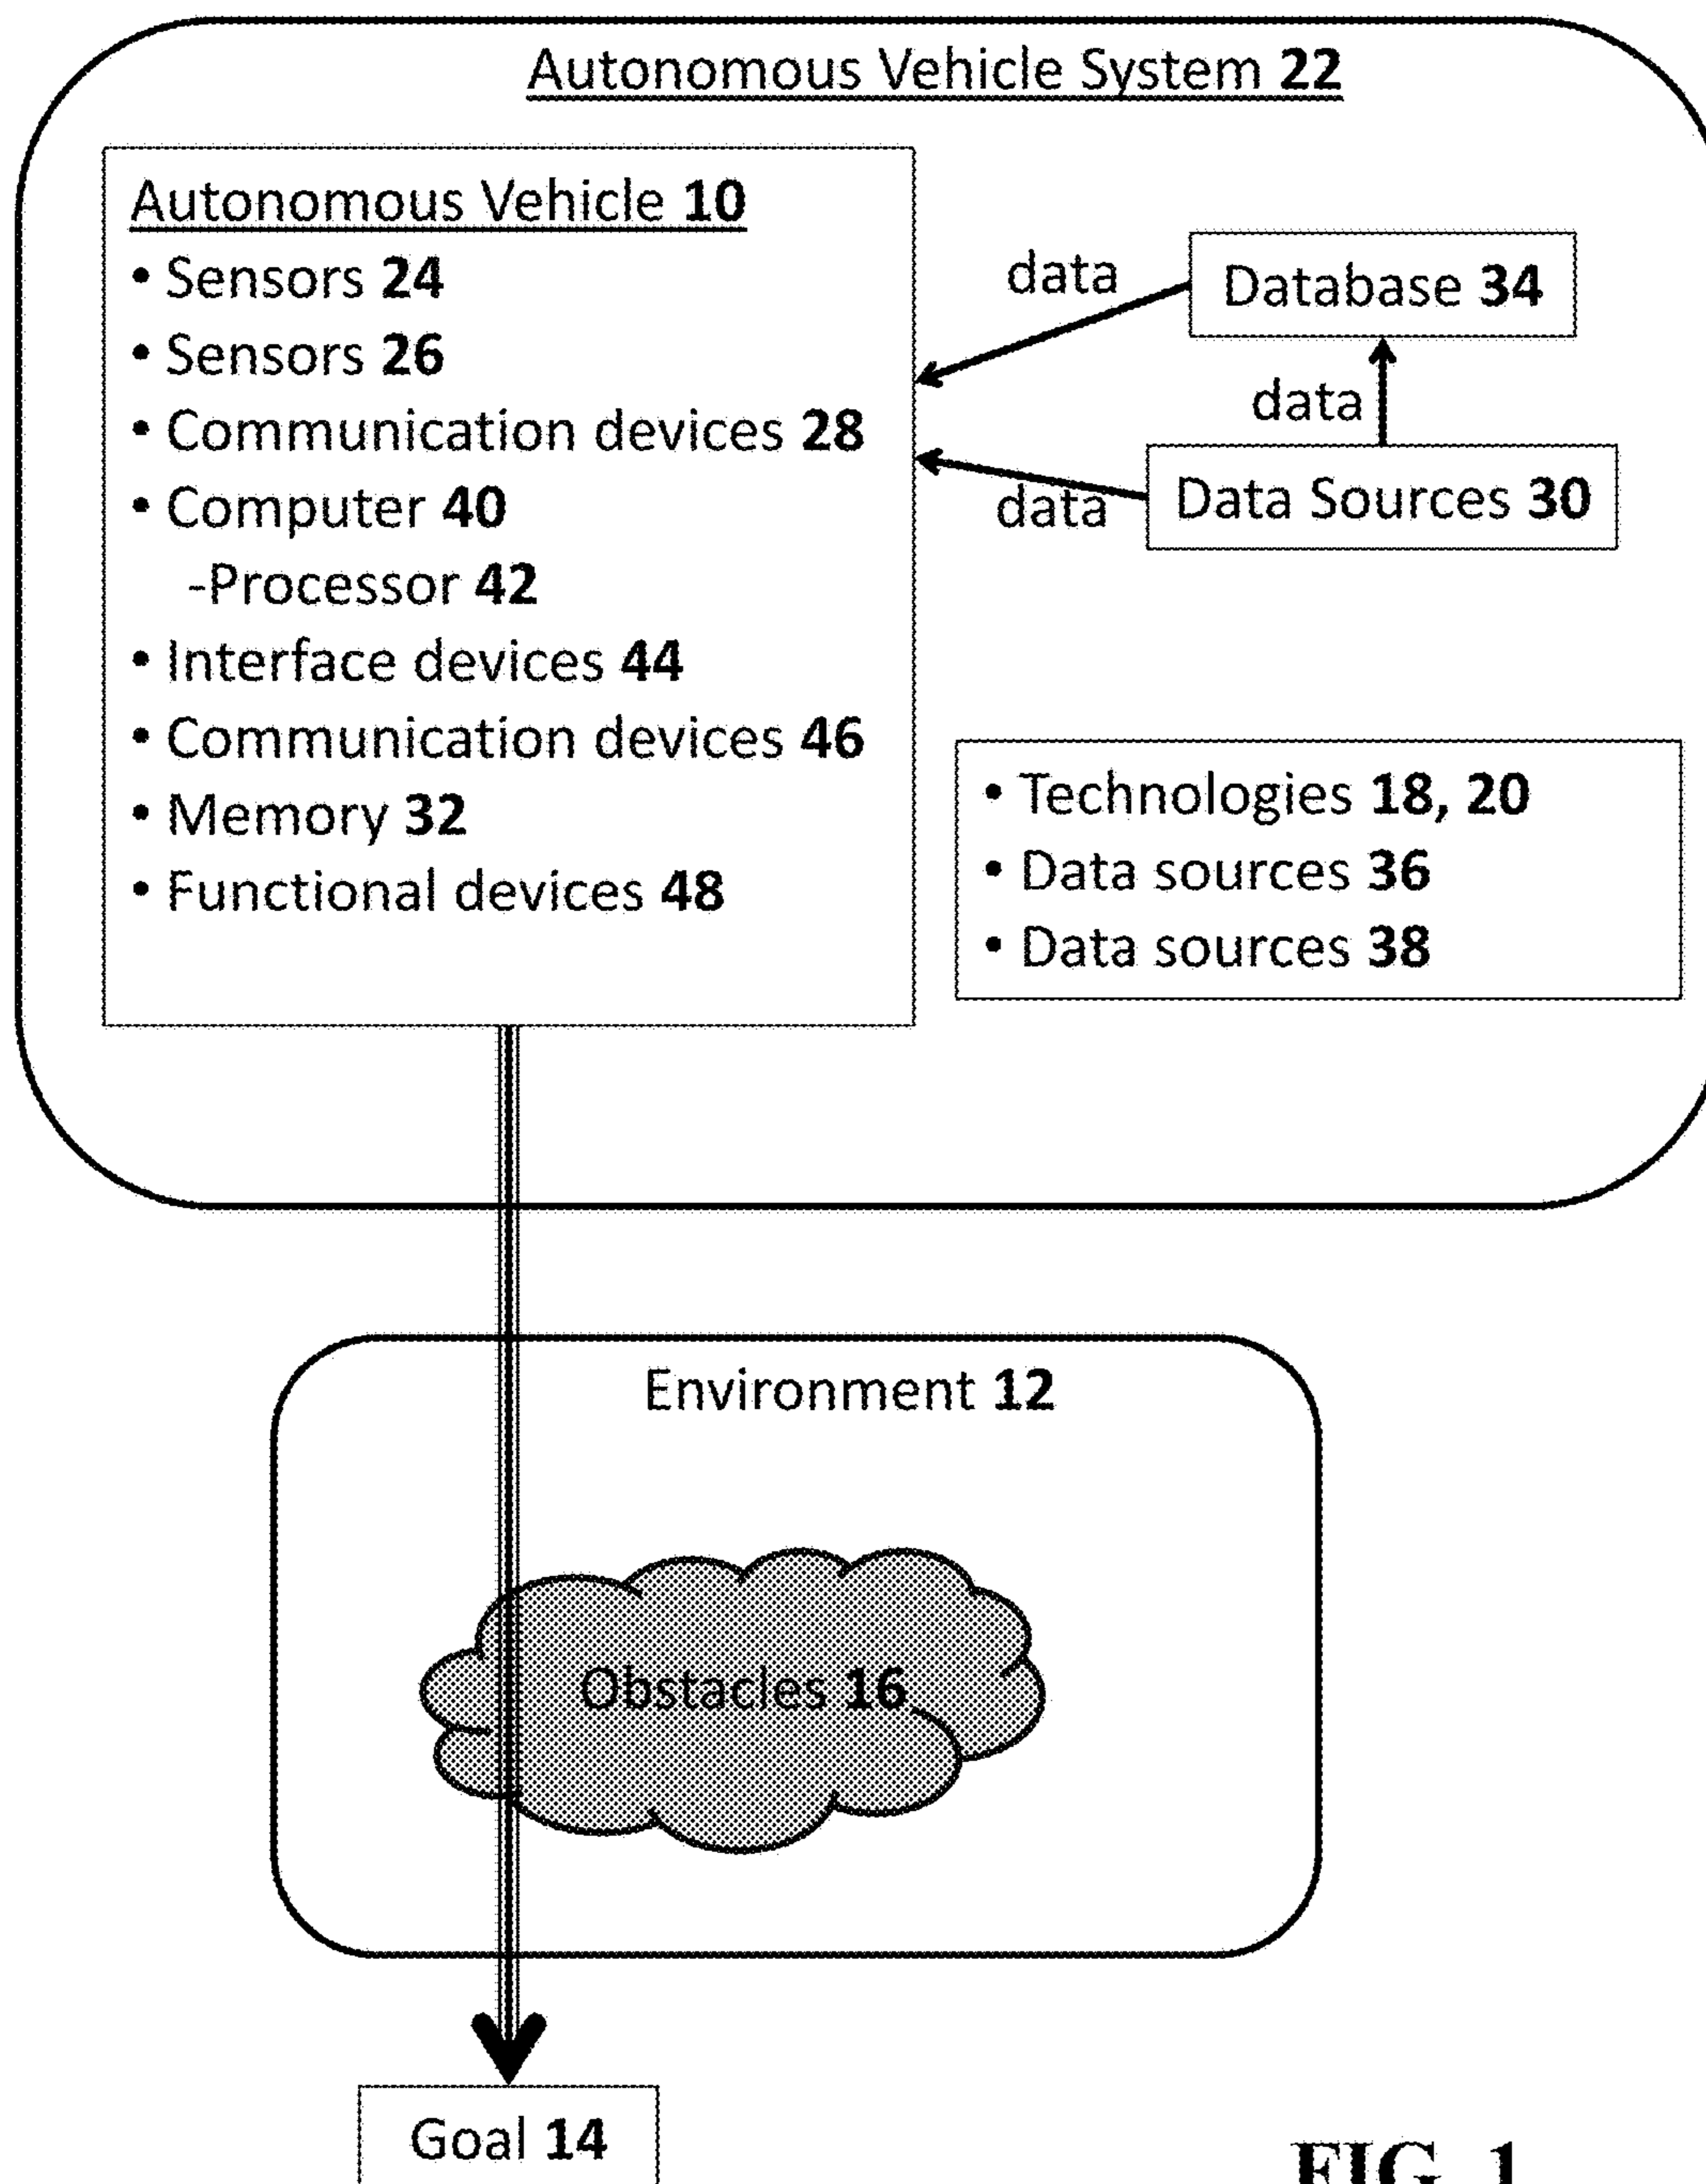 Autonomous Vehicle System 22
Autonomous Vehicle 10
• Sensors 24
• Sensors 26
• Communication devices 28
• Computer 40
-Processor 42
• Interface devices 44
• Communication devices 46
• Memory 32
• Functional devices 48
data
Database 34
data
data
Data Sources 30
• Technologies 18, 20
• Data sources 36
• Data sources 38
Environment 12
Obstacles 16
Goal 14
FIG. 1